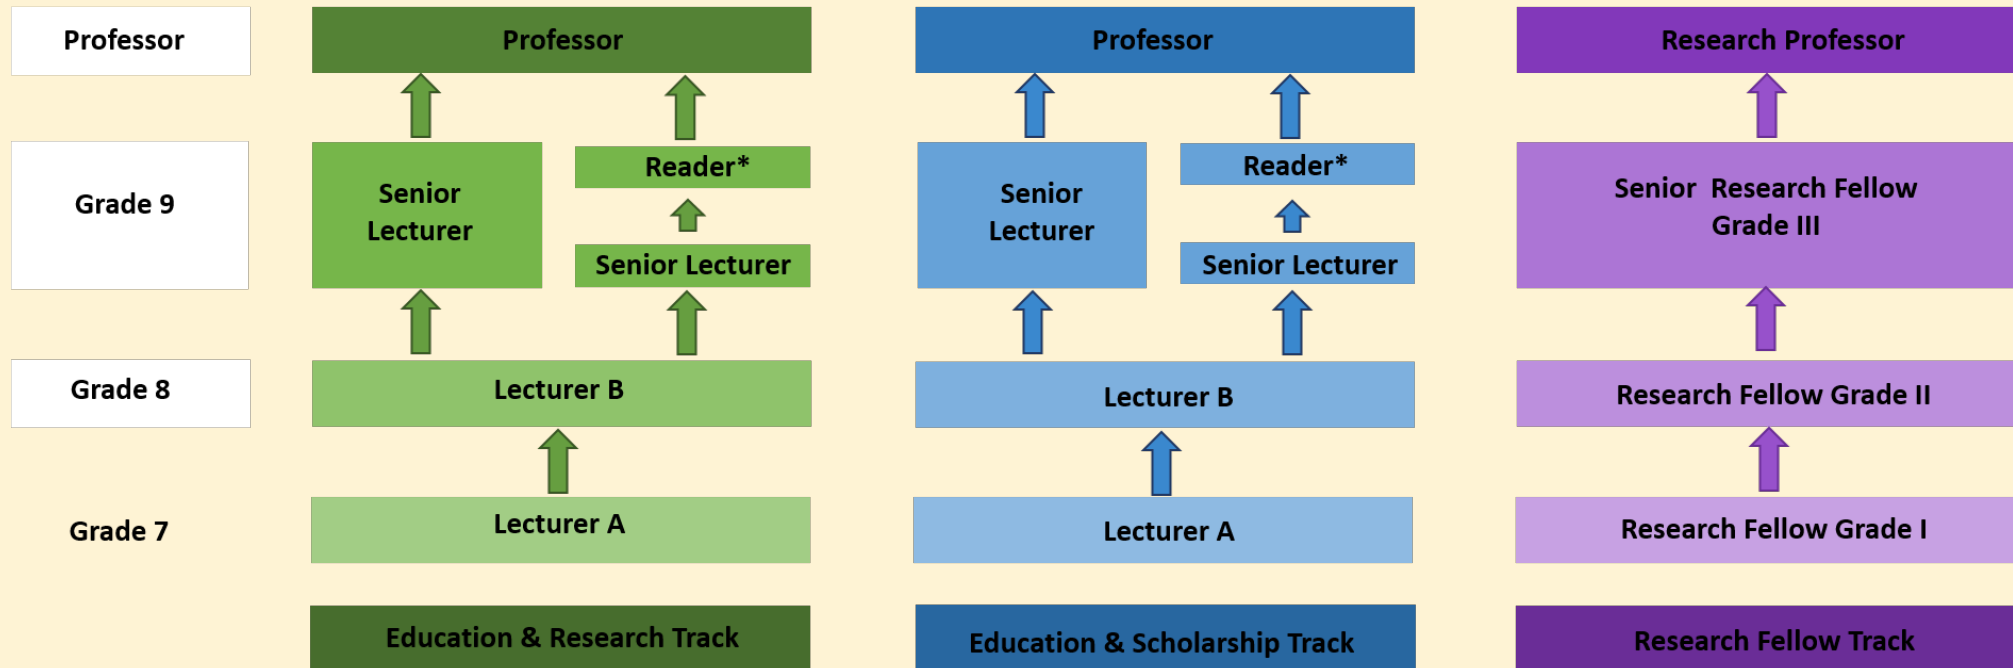 Professor
Professor
Professor
Research Professor
Grade 9
Senior
Lecturer
Reader*
Senior Lecturer
Senior
Lecturer
Reader*
Senior Lecturer
Senior  Research Fellow
Grade III
Grade 8
Lecturer B
Lecturer B
Research Fellow Grade II
Grade 7
Lecturer A
Lecturer A
Research Fellow Grade I
Education & Research Track
Education & Scholarship Track
Research Fellow Track